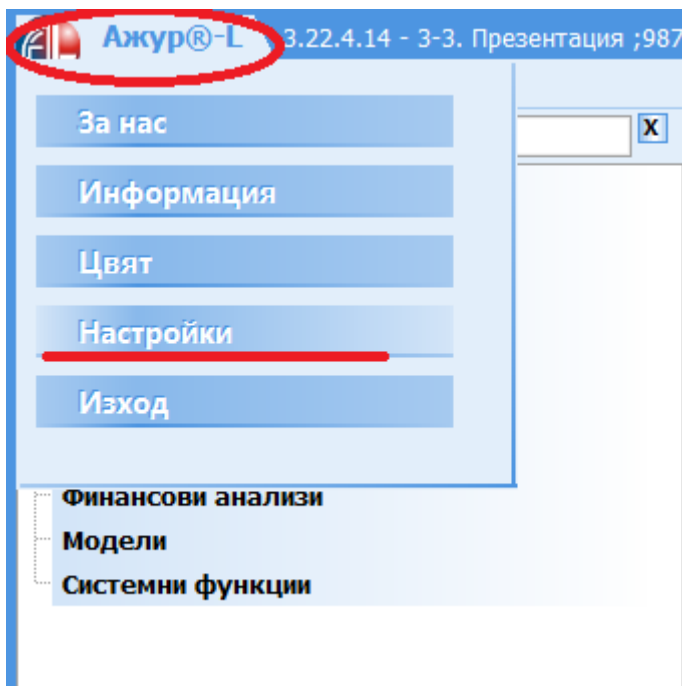 Ажур®-L 3.22.4.14 - 3-3. Презентация ;987
За нас
X
Информация
Цвят
Настройки
Изход
Финансови анализи
Модели
Системни функции